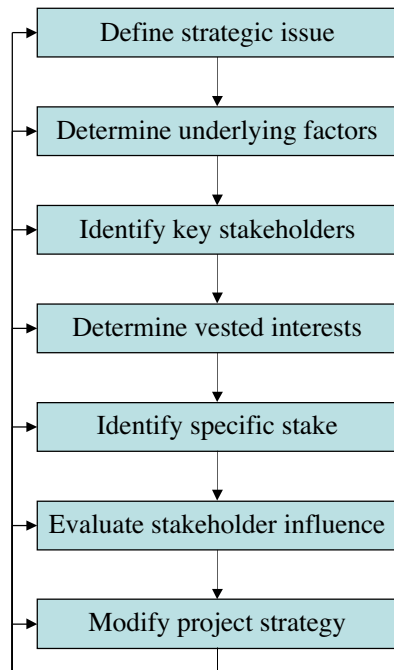 Define strategic issue
Determine underlying factors
Identify key stakeholders
Determine vested interests
Identify specific stake
Evaluate stakeholder influence
Modify project strategy